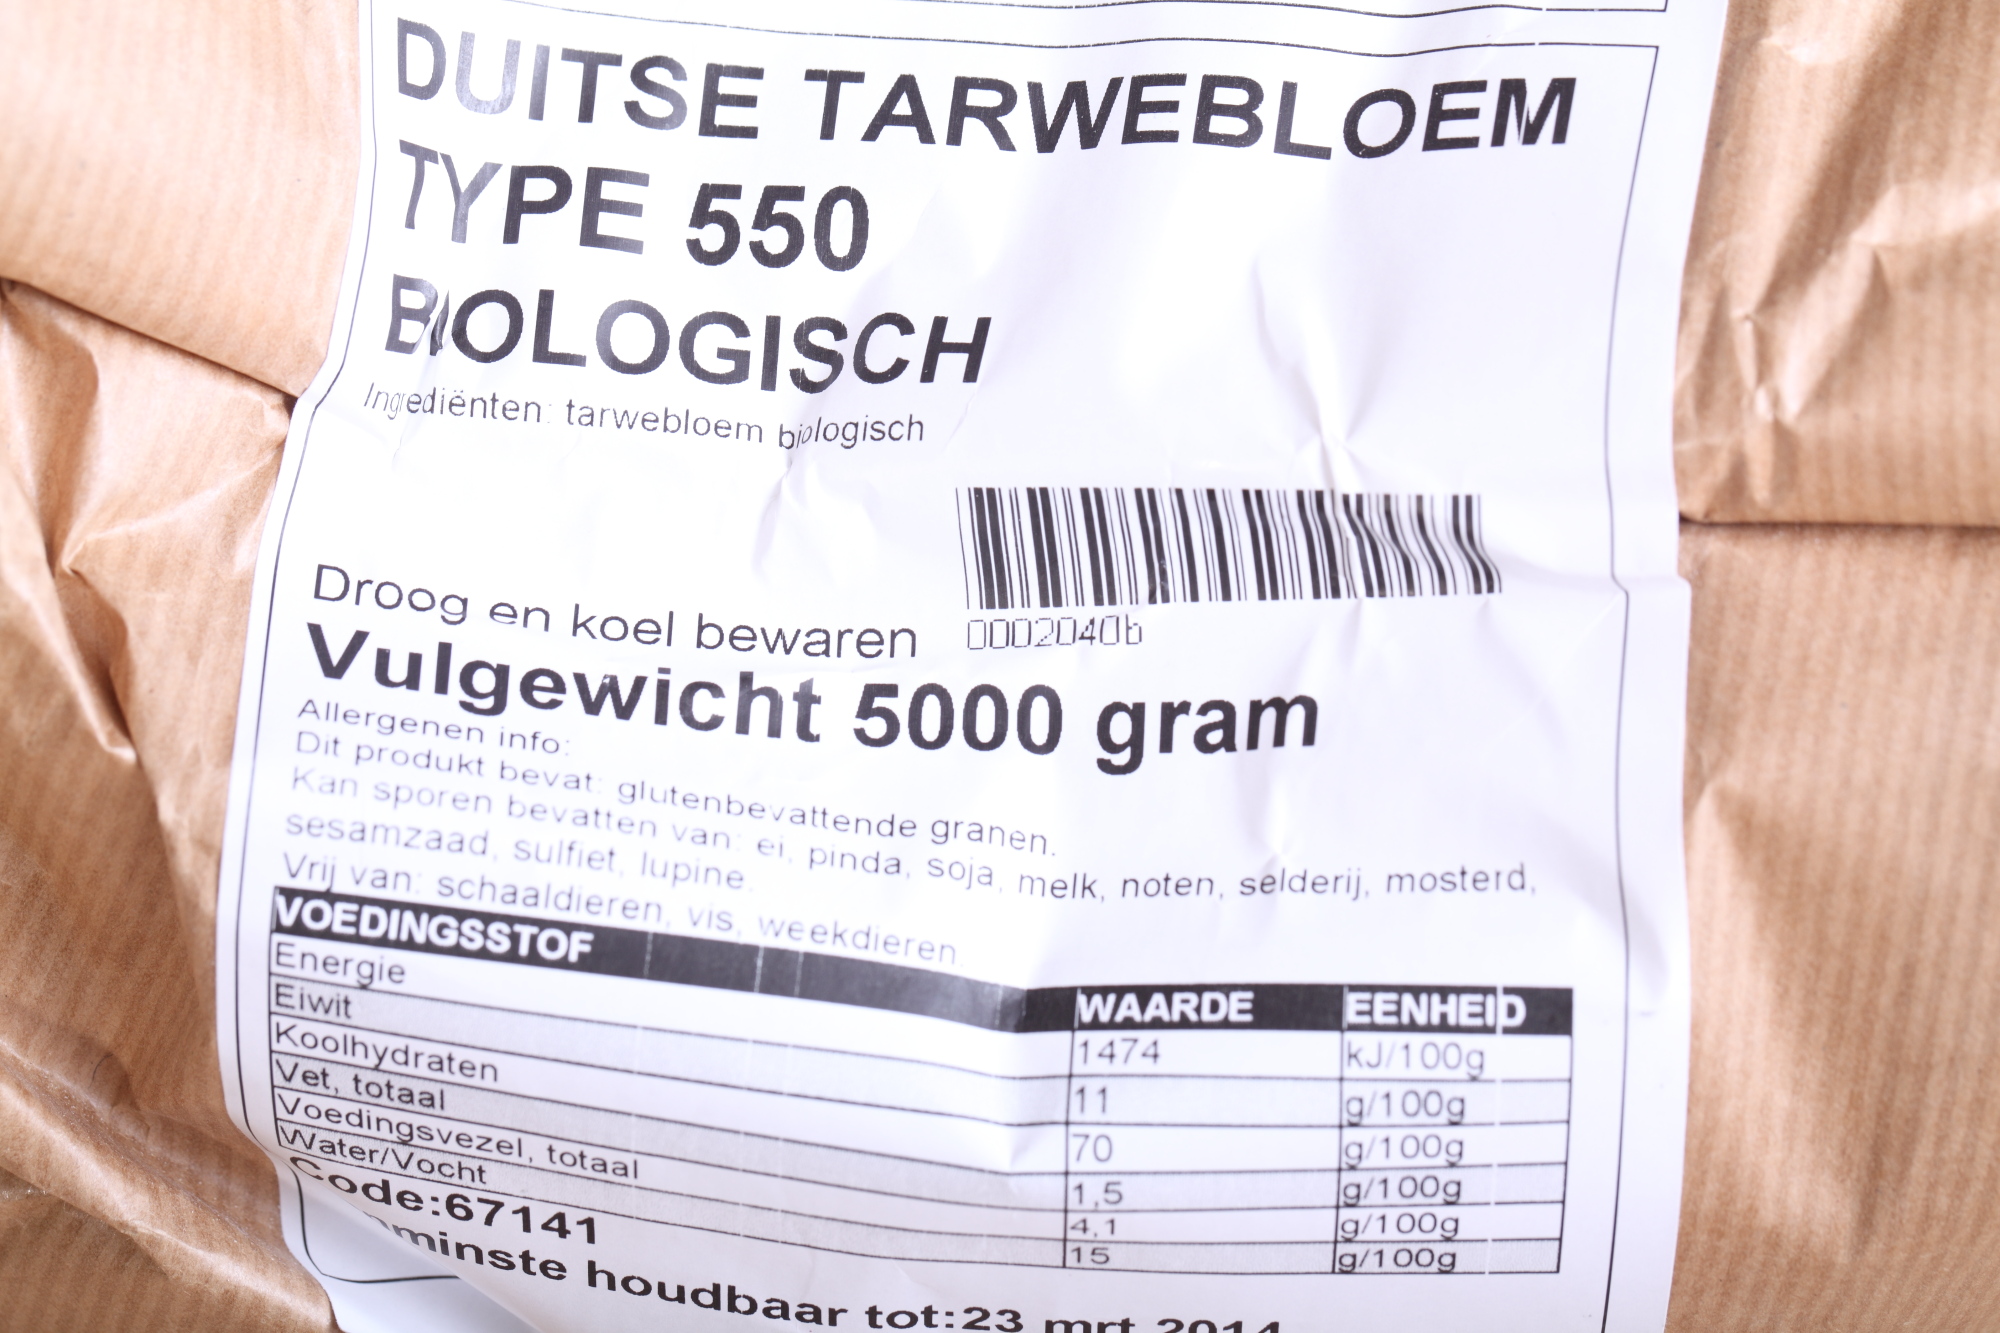 DUITSE TARWEBLOEM
TYPE 550
BIOLOGISCH
Ingrediënten: tarwebloem biologisch
Droog en koel bewaren
00020406
Vulgewicht 5000 gram
Allergenen info:
Dit produkt bevat: glutenbevattende granen.
Kan sporen bevatten van: ei, pinda, soja, melk, noten, selderij, mosterd,
sesamzaad, sulfiet, lupine.
Vrij van: schaaldieren, vis, weekdieren.
VOEDINGSSTOF WAARDE EENHEID
Energie 1474 kJ/100g
Eiwit 11 g/100g
Koolhydraten 70 g/100g
Vet, totaal 1,5 g/100g
Voedingsvezel, totaal 4,1 g/100g
Water/Vocht 15 g/100g
Code:67141
minste houdbaar tot:23 mrt 2014